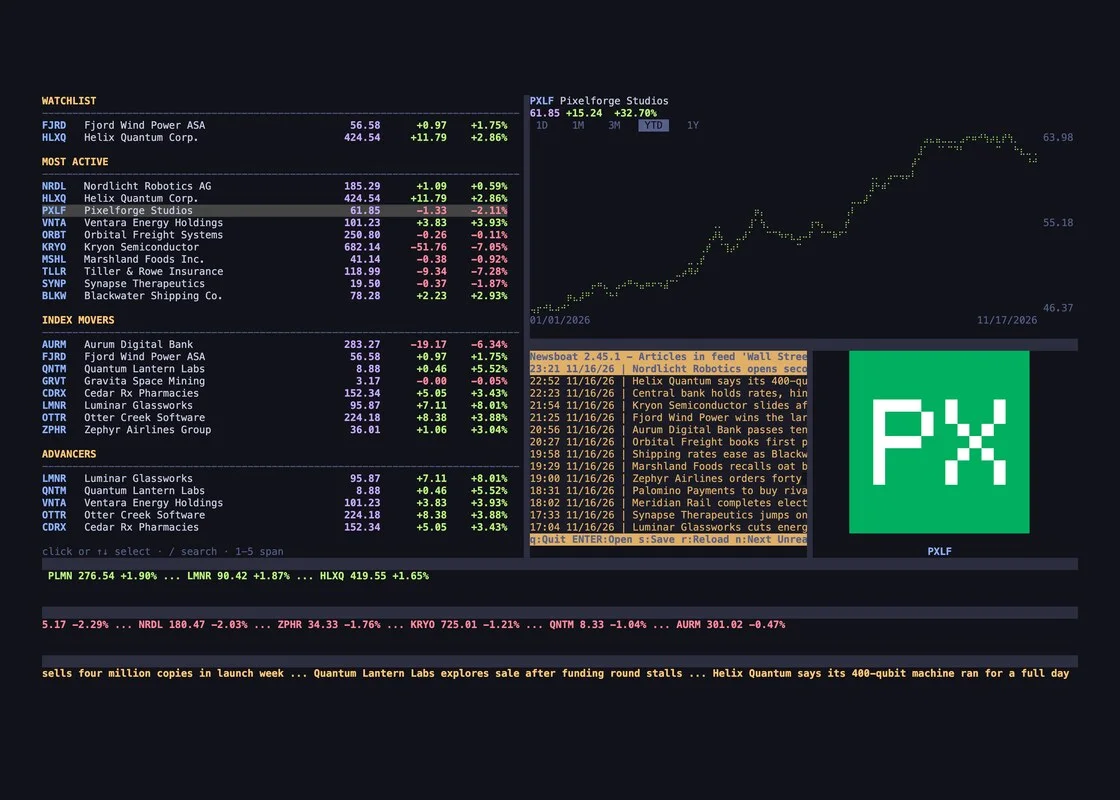 WATCHLIST
FJRD Fjord Wind Power ASA 56.58 +0.97 +1.75%
HLXQ Helix Quantum Corp. 424.54 +11.79 +2.86%
MOST ACTIVE
NRDL Nordlicht Robotics AG 185.29 +1.09 +0.59%
HLXQ Helix Quantum Corp. 424.54 +11.79 +2.86%
PXLF Pixelforge Studios 61.85 −1.33 −2.11%
VNTA Ventara Energy Holdings 101.23 +3.83 +3.93%
ORBT Orbital Freight Systems 250.80 −0.26 −0.11%
KRYO Kryon Semiconductor 682.14 −51.76 −7.05%
MSHL Marshland Foods Inc. 41.14 −0.38 −0.92%
TLLR Tiller & Rowe Insurance 118.99 −9.34 −7.28%
SYNP Synapse Therapeutics 19.50 −0.37 −1.87%
BLKW Blackwater Shipping Co. 78.28 +2.23 +2.93%
INDEX MOVERS
AURM Aurum Digital Bank 283.27 −19.17 −6.34%
FJRD Fjord Wind Power ASA 56.58 +0.97 +1.75%
QNTM Quantum Lantern Labs 8.88 +0.46 +5.52%
GRVT Gravita Space Mining 3.17 −0.00 −0.05%
CDRX Cedar Rx Pharmacies 152.34 +5.05 +3.43%
LMNR Luminar Glassworks 95.87 +7.11 +8.01%
OTTR Otter Creek Software 224.18 +8.38 +3.88%
ZPHR Zephyr Airlines Group 36.01 +1.06 +3.04%
ADVANCERS
LMNR Luminar Glassworks 95.87 +7.11 +8.01%
QNTM Quantum Lantern Labs 8.88 +0.46 +5.52%
VNTA Ventara Energy Holdings 101.23 +3.83 +3.93%
OTTR Otter Creek Software 224.18 +8.38 +3.88%
CDRX Cedar Rx Pharmacies 152.34 +5.05 +3.43%
click or ↑↓ select · / search · 1–5 span
PXLF Pixelforge Studios
61.85 +15.24 +32.70%
1D 1M 3M YTD 1Y
63.98
55.18
46.37
01/01/2026 11/17/2026
Newsboat 2.45.1 – Articles in feed 'Wall Stree
23:21 11/16/26 | Nordlicht Robotics opens seco
22:52 11/16/26 | Helix Quantum says its 400–qu
22:23 11/16/26 | Central bank holds rates, hin
21:54 11/16/26 | Kryon Semiconductor slides af
21:25 11/16/26 | Fjord Wind Power wins the lar
20:56 11/16/26 | Aurum Digital Bank passes ten
20:27 11/16/26 | Orbital Freight books first p
19:58 11/16/26 | Shipping rates ease as Blackw
19:29 11/16/26 | Marshland Foods recalls oat b
19:00 11/16/26 | Zephyr Airlines orders forty
18:31 11/16/26 | Palomino Payments to buy riva
18:02 11/16/26 | Meridian Rail completes elect
17:33 11/16/26 | Synapse Therapeutics jumps on
17:04 11/16/26 | Luminar Glassworks cuts energ
q:Quit ENTER:Open s:Save r:Reload n:Next Unrea
PX
PXLF
PLMN 276.54 +1.90% ... LMNR 90.42 +1.87% ... HLXQ 419.55 +1.65%
5.17 −2.29% ... NRDL 180.47 −2.03% ... ZPHR 34.33 −1.76% ... KRYO 725.01 −1.21% ... QNTM 8.33 −1.04% ... AURM 301.02 −0.47%
sells four million copies in launch week ... Quantum Lantern Labs explores sale after funding round stalls ... Helix Quantum says its 400–qubit machine ran for a full day